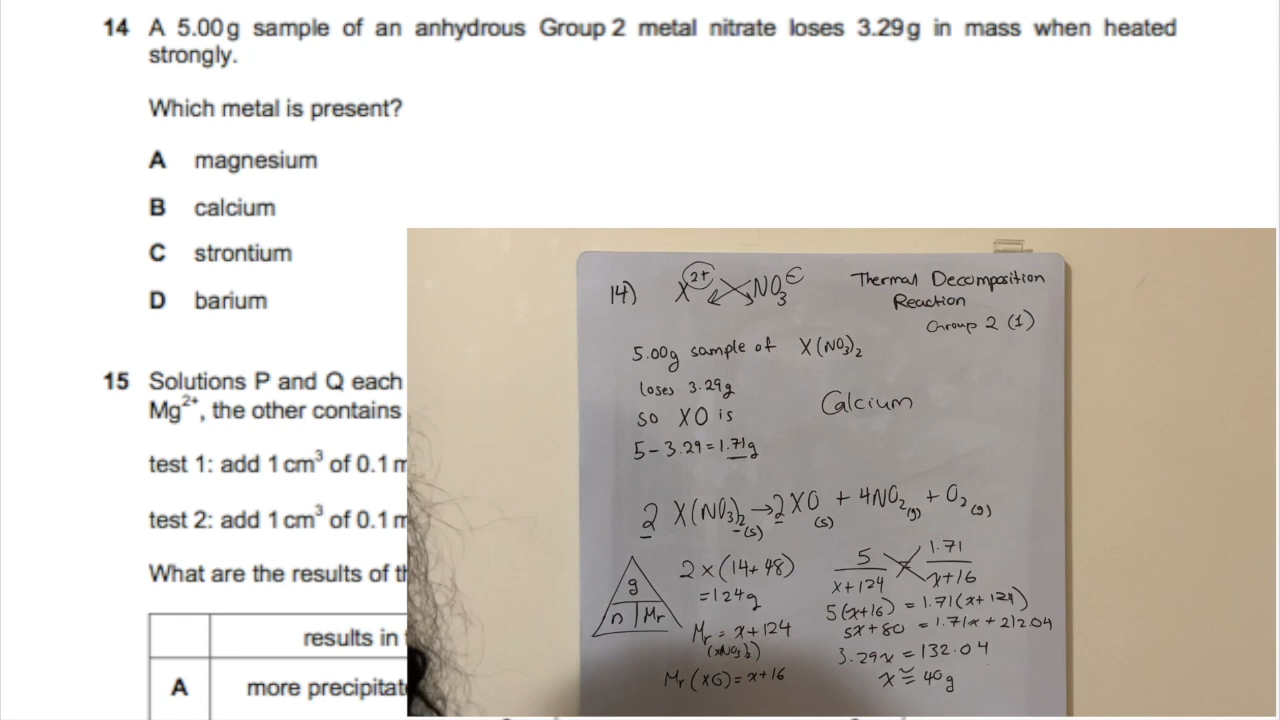 14 A 5.00 g sample of an anhydrous Group 2 metal nitrate loses 3.29 g in mass when heated
strongly.
Which metal is present?
A magnesium
B calcium
C strontium
D barium
15 Solutions P and Q each
Mg²⁺, the other contains
test 1: add 1 cm³ of 0.1 m
test 2: add 1 cm³ of 0.1 m
What are the results of th
results in
A more precipitat
14) X²⁺ NO₃⁻
Thermal Decomposition
Reaction
Group 2 (1)
5.00g sample of X(NO₃)₂
loses 3.29g
so XO is
5 - 3.29 = 1.71g
Calcium
2 X(NO₃)₂(s) → 2XO(s) + 4NO₂(g) + O₂(g)
g
n | Mr
2 × (14 + 48)
= 124g
Mr = x + 124
(XNO₃)₂)
Mr (XO) = x + 16
5 1.71
x + 124 x + 16
5(x+16) = 1.71(x+124)
5x + 80 = 1.71x + 212.04
3.29x = 132.04
x ≅ 40g